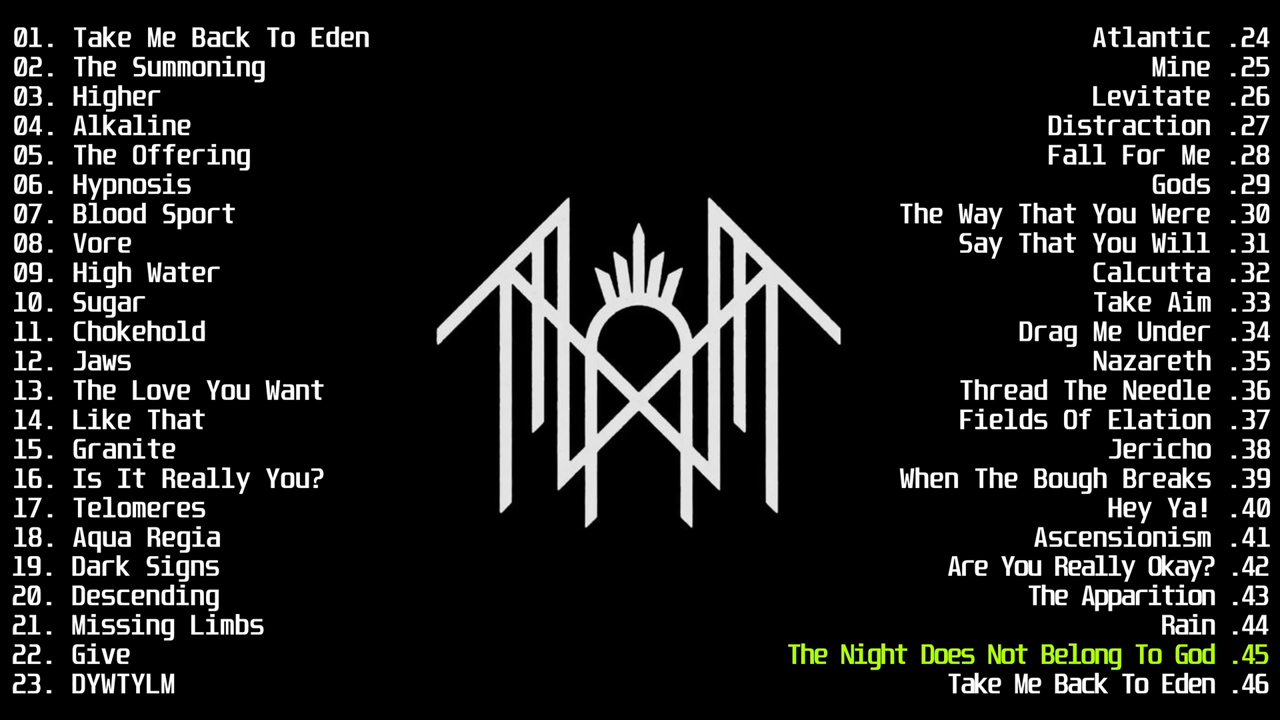 01. Take Me Back To Eden
02. The Summoning
03. Higher
04. Alkaline
05. The Offering
06. Hypnosis
07. Blood Sport
08. Vore
09. High Water
10. Sugar
11. Chokehold
12. Jaws
13. The Love You Want
14. Like That
15. Granite
16. Is It Really You?
17. Telomeres
18. Aqua Regia
19. Dark Signs
20. Descending
21. Missing Limbs
22. Give
23. DYWTYLM
Atlantic .24
Mine .25
Levitate .26
Distraction .27
Fall For Me .28
Gods .29
The Way That You Were .30
Say That You Will .31
Calcutta .32
Take Aim .33
Drag Me Under .34
Nazareth .35
Thread The Needle .36
Fields Of Elation .37
Jericho .38
When The Bough Breaks .39
Hey Ya! .40
Ascensionism .41
Are You Really Okay? .42
The Apparition .43
Rain .44
The Night Does Not Belong To God .45
Take Me Back To Eden .46